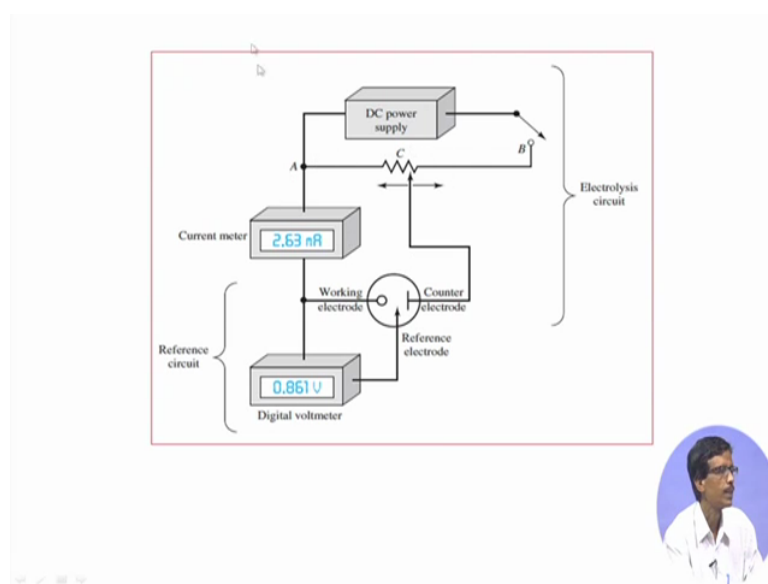 DC power
supply
C
A
B
Electrolysis
circuit
Current meter
2.63 mA
Working
electrode
Counter
electrode
Reference
electrode
Reference
circuit
0.861 V
Digital voltmeter